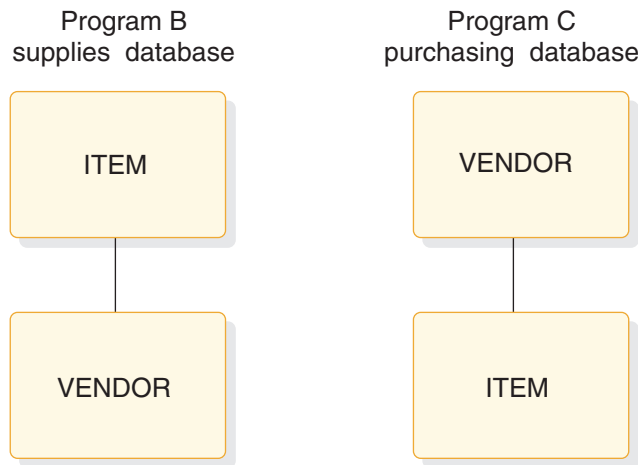 Program B
supplies database
ITEM
VENDOR
Program C
purchasing database
VENDOR
ITEM